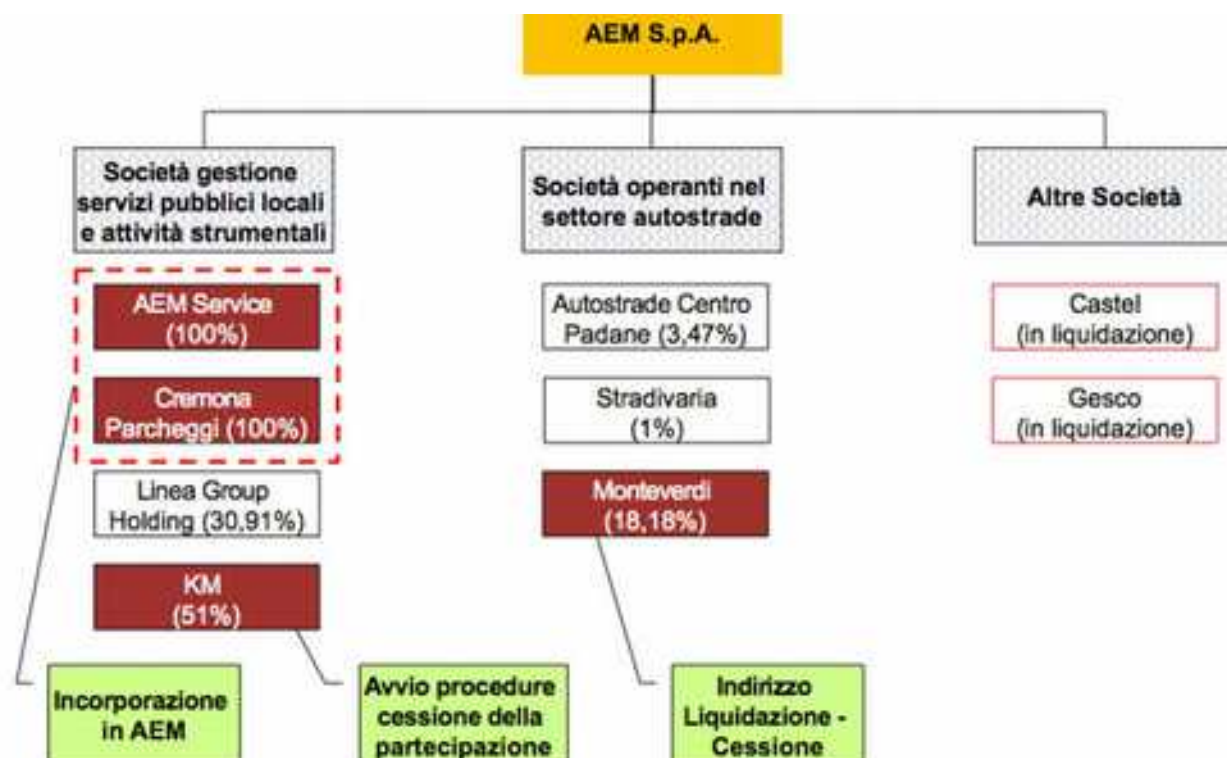 AEM S.p.A.
Società gestione
servizi pubblici locali
e attività strumentali
AEM Service
(100%)
Cremona
Parcheggi (100%)
Linea Group
Holding (30,91%)
KM
(51%)
Società operanti nel
settore autostrade
Autostrade Centro
Padane (3,47%)
Stradivaria
(1%)
Monteverdi
(18,18%)
Altre Società
Castel
(in liquidazione)
Gesco
(in liquidazione)
Incorporazione
in AEM
Avvio procedure
cessione della
partecipazione
Indirizzo
Liquidazione -
Cessione